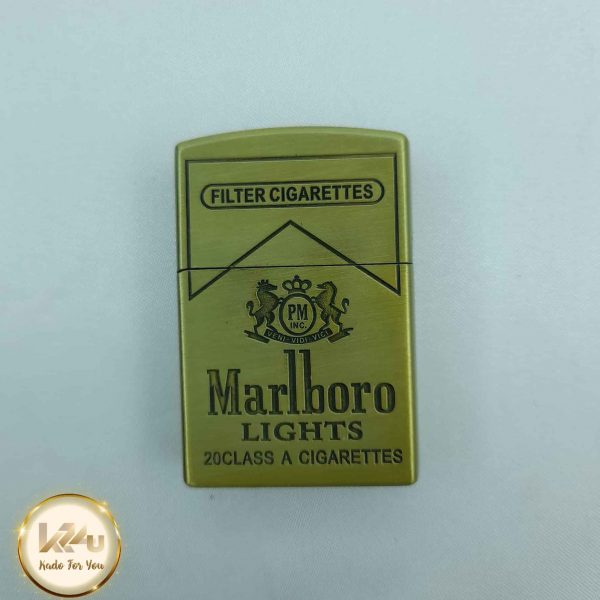 FILTER CIGARETTES
PM
INC.
VENI-VIDI-VICI
Marlboro
LIGHTS
20CLASS A CIGARETTES
K4u
Kado For You